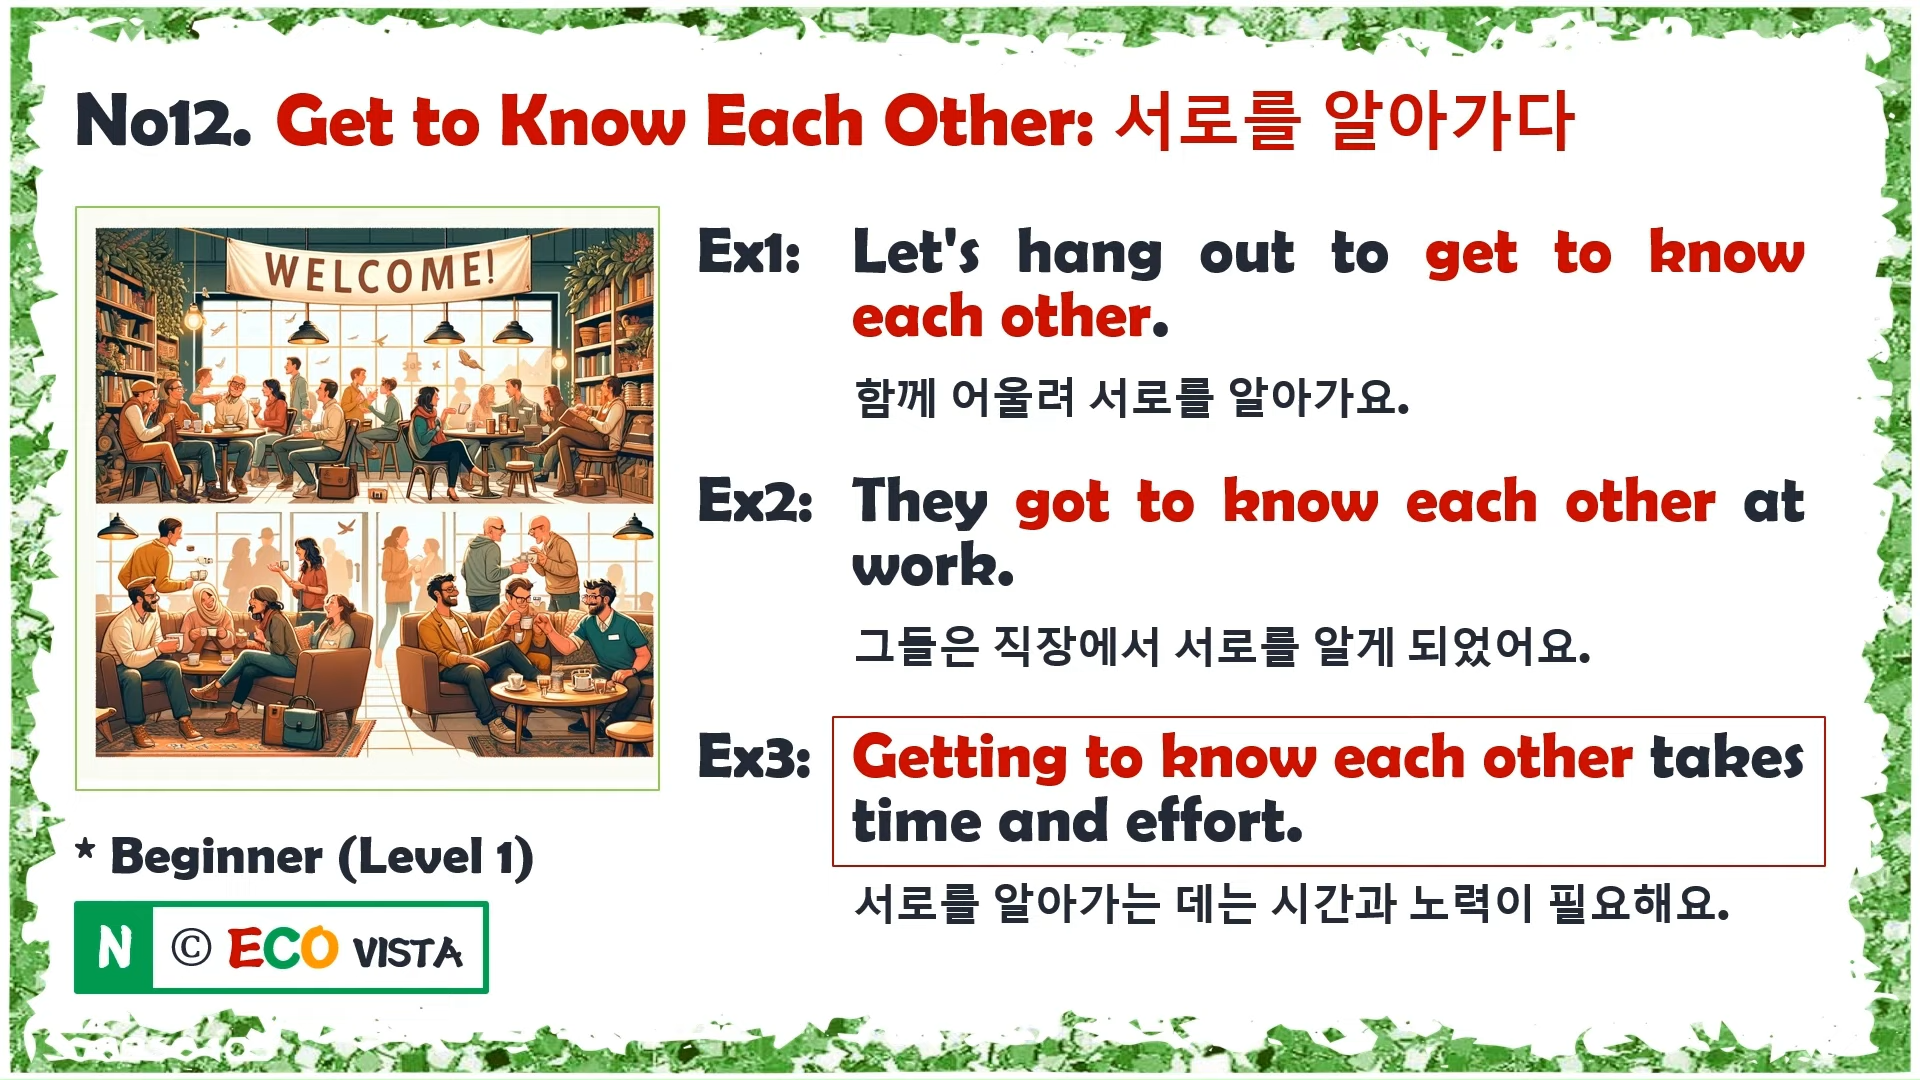 No12. Get to Know Each Other: 서로를 알아가다
WELCOME!
Ex1: Let's hang out to get to know
each other.
함께 어울려 서로를 알아가요.
Ex2: They got to know each other at
work.
그들은 직장에서 서로를 알게 되었어요.
Ex3: Getting to know each other takes
time and effort.
서로를 알아가는 데는 시간과 노력이 필요해요.
* Beginner (Level 1)
N © ECO VISTA